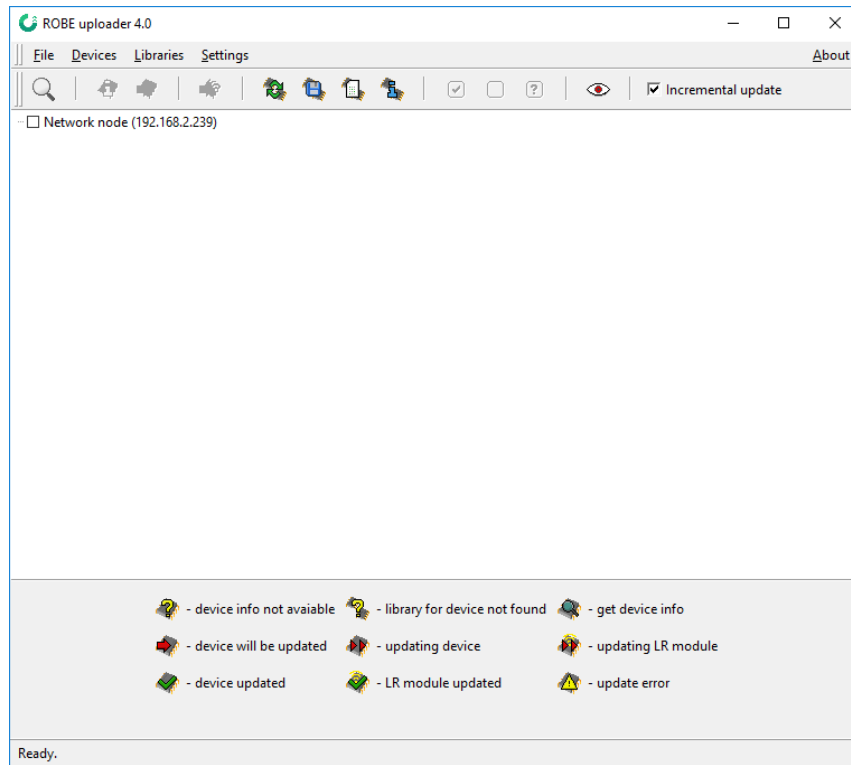 ROBE uploader 4.0
File Devices Libraries Settings About
Incremental update
Network node (192.168.2.239)
- device info not avaiable - library for device not found - get device info
- device will be updated - updating device - updating LR module
- device updated - LR module updated - update error
Ready.